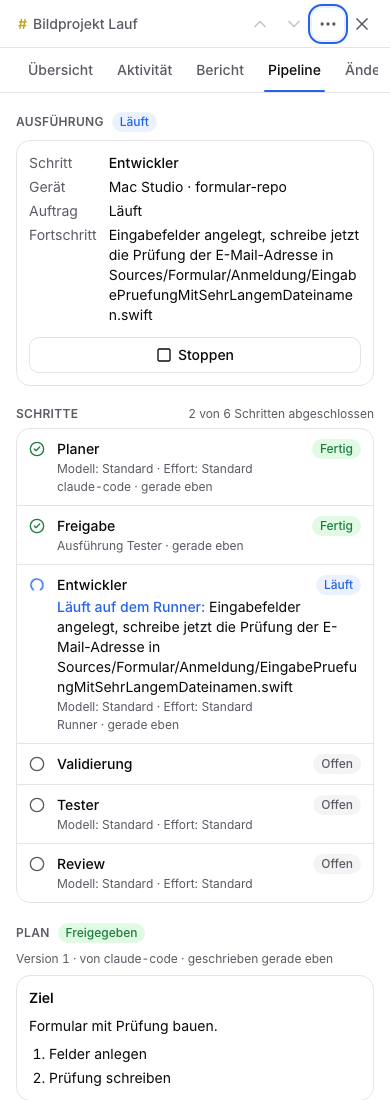 # Bildprojekt Lauf
Übersicht Aktivität Bericht Pipeline Ände
AUSFÜHRUNG Läuft
Schritt Entwickler
Gerät Mac Studio · formular-repo
Auftrag Läuft
Fortschritt Eingabefelder angelegt, schreibe jetzt
die Prüfung der E-Mail-Adresse in
Sources/Formular/Anmeldung/Eingab
ePruefungMitSehrLangemDateiname
n.swift
Stoppen
SCHRITTE 2 von 6 Schritten abgeschlossen
Planer Fertig
Modell: Standard · Effort: Standard
claude-code · gerade eben
Freigabe Fertig
Ausführung Tester · gerade eben
Entwickler Läuft
Läuft auf dem Runner: Eingabefelder
angelegt, schreibe jetzt die Prüfung der E-
Mail-Adresse in
Sources/Formular/Anmeldung/EingabePruefu
ngMitSehrLangemDateinamen.swift
Modell: Standard · Effort: Standard
Runner · gerade eben
Validierung Offen
Tester Offen
Modell: Standard · Effort: Standard
Review Offen
Modell: Standard · Effort: Standard
PLAN Freigegeben
Version 1 · von claude-code · geschrieben gerade eben
Ziel
Formular mit Prüfung bauen.
1. Felder anlegen
2. Prüfung schreiben